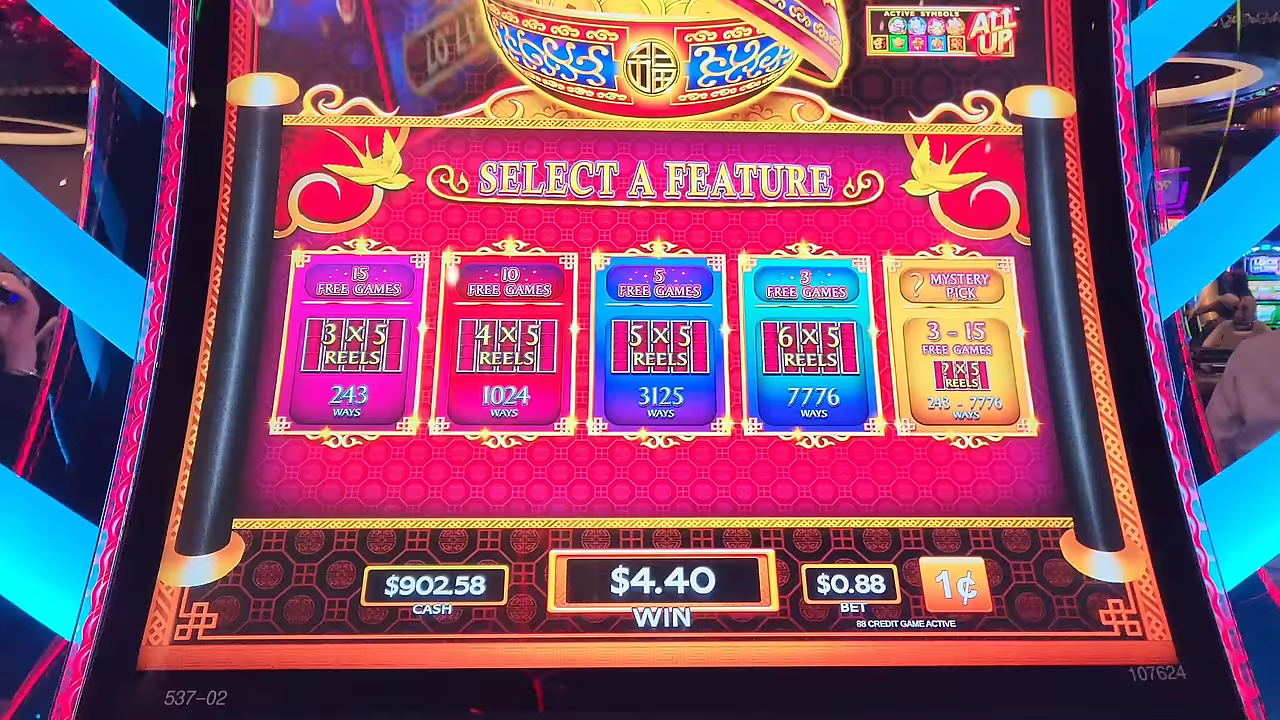 ACTIVE SYMBOLS
ALL UP
福
SELECT A FEATURE
15
FREE GAMES
3 X 5
REELS
243
WAYS
10
FREE GAMES
4 X 5
REELS
1024
WAYS
5
FREE GAMES
5 X 5
REELS
3125
WAYS
3
FREE GAMES
6 X 5
REELS
7776
WAYS
? MYSTERY
PICK
3 - 15
FREE GAMES
? X 5
REELS
243 - 7776
WAYS
$902.58
CASH
$4.40
WIN
$0.88
BET
1¢
88 CREDIT GAME ACTIVE
537-02
107624